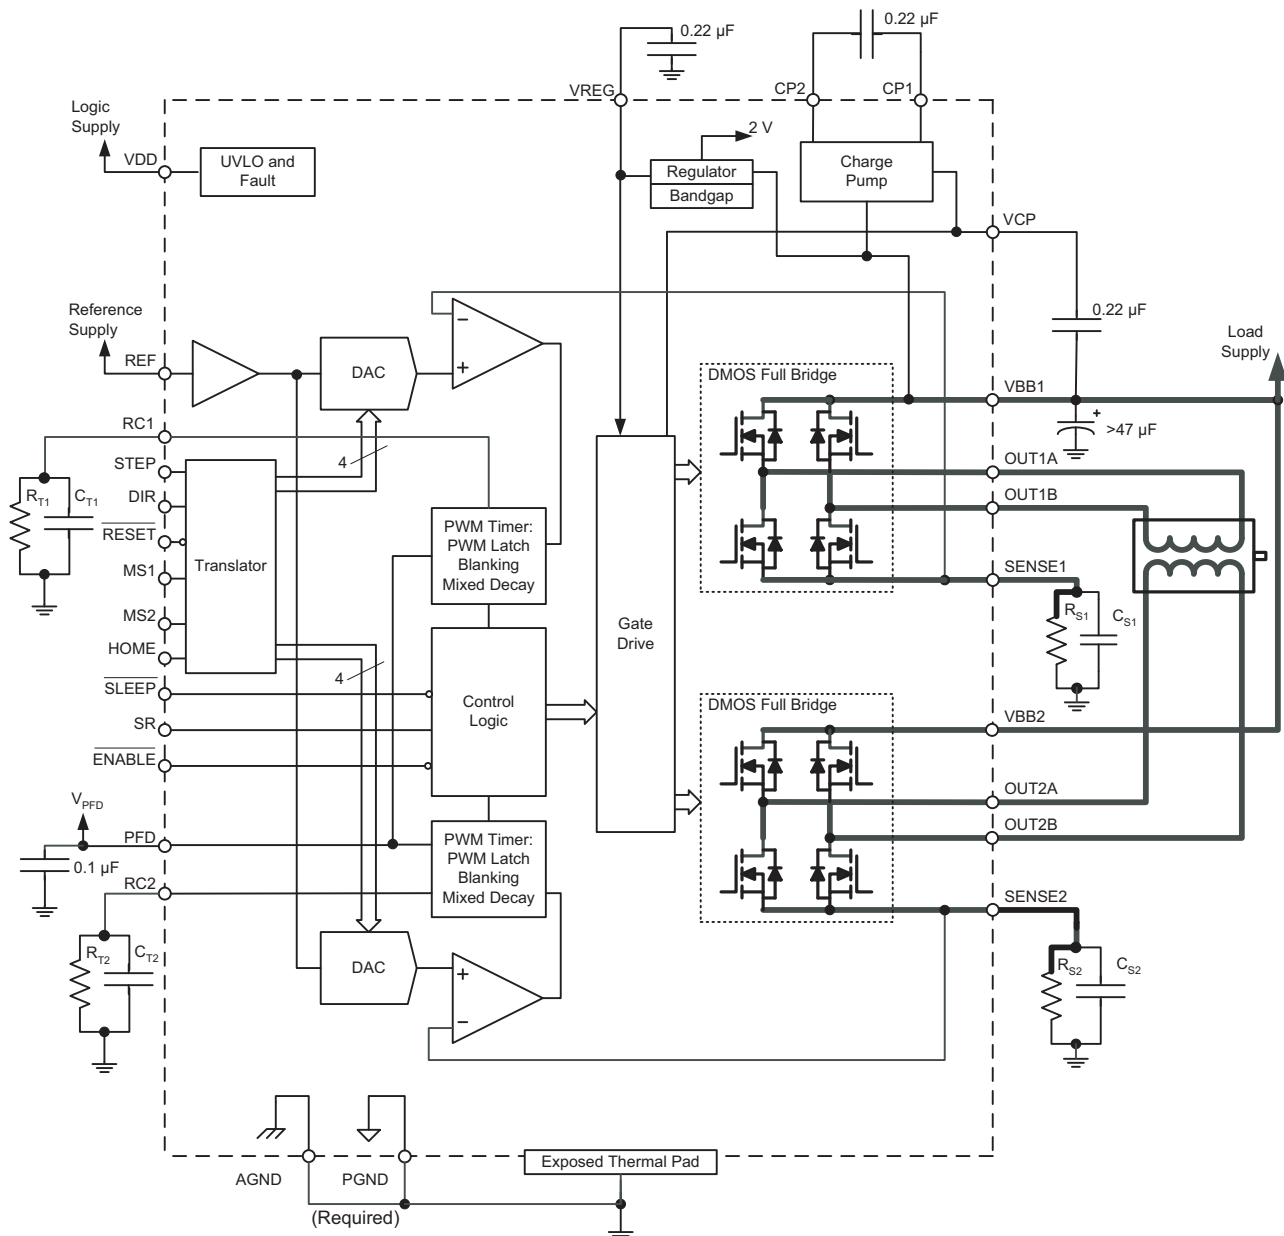 0.22 µF
0.22 µF
VREG
CP2
CP1
Logic
Supply
2 V
VDD
UVLO and
Fault
Regulator
Bandgap
Charge
Pump
VCP
Reference
Supply
0.22 µF
Load
Supply
REF
DAC
−
+
DMOS Full Bridge
VBB1
+
>47 µF
RC1
4
OUT1A
STEP
RT1
CT1
DIR
OUT1B
RESET
PWM Timer:
PWM Latch
Blanking
Mixed Decay
Translator
MS1
SENSE1
MS2
RS1
CS1
Gate
Drive
HOME
4
SLEEP
Control
Logic
DMOS Full Bridge
SR
VBB2
ENABLE
VPFD
OUT2A
PFD
PWM Timer:
PWM Latch
Blanking
Mixed Decay
OUT2B
0.1 µF
RC2
SENSE2
RT2
CT2
DAC
+
−
RS2
CS2
Exposed Thermal Pad
AGND
PGND
(Required)